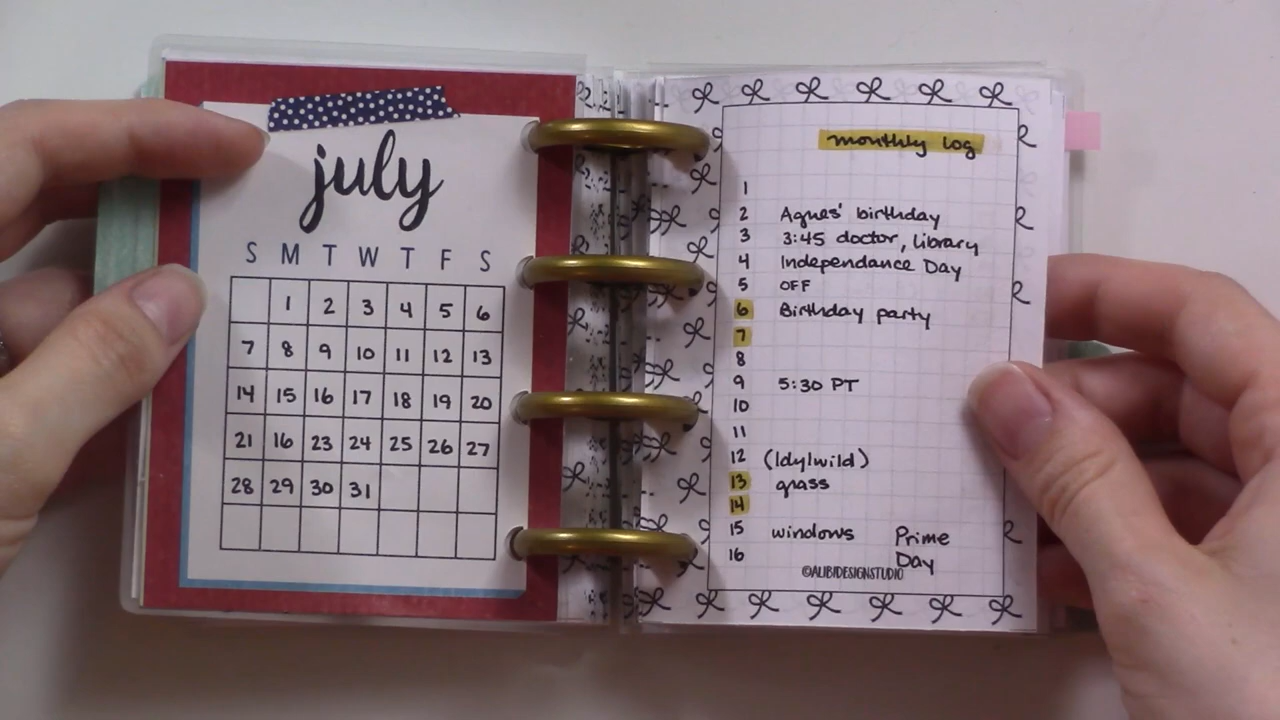 july
S M T W T F S
1 2 3 4 5 6
7 8 9 10 11 12 13
14 15 16 17 18 19 20
21 16 23 24 25 26 27
28 29 30 31
monthly log
1
2 Agnes' birthday
3 3:45 doctor, library
4 Independance Day
5 OFF
6 Birthday party
7
8
9 5:30 PT
10
11
12 (Idylwild)
13 grass
14
15 windows Prime
16 Day
©ALIBIDESIGNSTUDIO